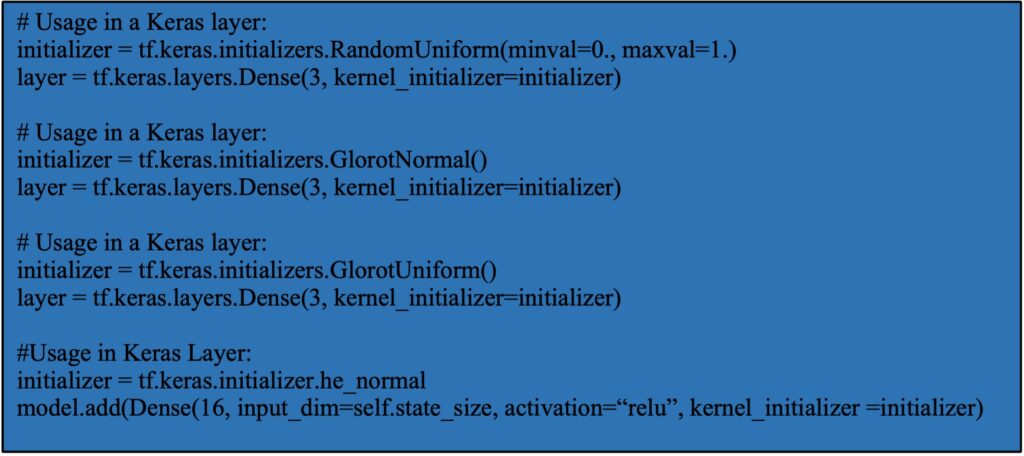 # Usage in a Keras layer:
initializer = tf.keras.initializers.RandomUniform(minval=0., maxval=1.)
layer = tf.keras.layers.Dense(3, kernel_initializer=initializer)
# Usage in a Keras layer:
initializer = tf.keras.initializers.GlorotNormal()
layer = tf.keras.layers.Dense(3, kernel_initializer=initializer)
# Usage in a Keras layer:
initializer = tf.keras.initializers.GlorotUniform()
layer = tf.keras.layers.Dense(3, kernel_initializer=initializer)
#Usage in Keras Layer:
initializer = tf.keras.initializer.he_normal
model.add(Dense(16, input_dim=self.state_size, activation=“relu”, kernel_initializer =initializer)